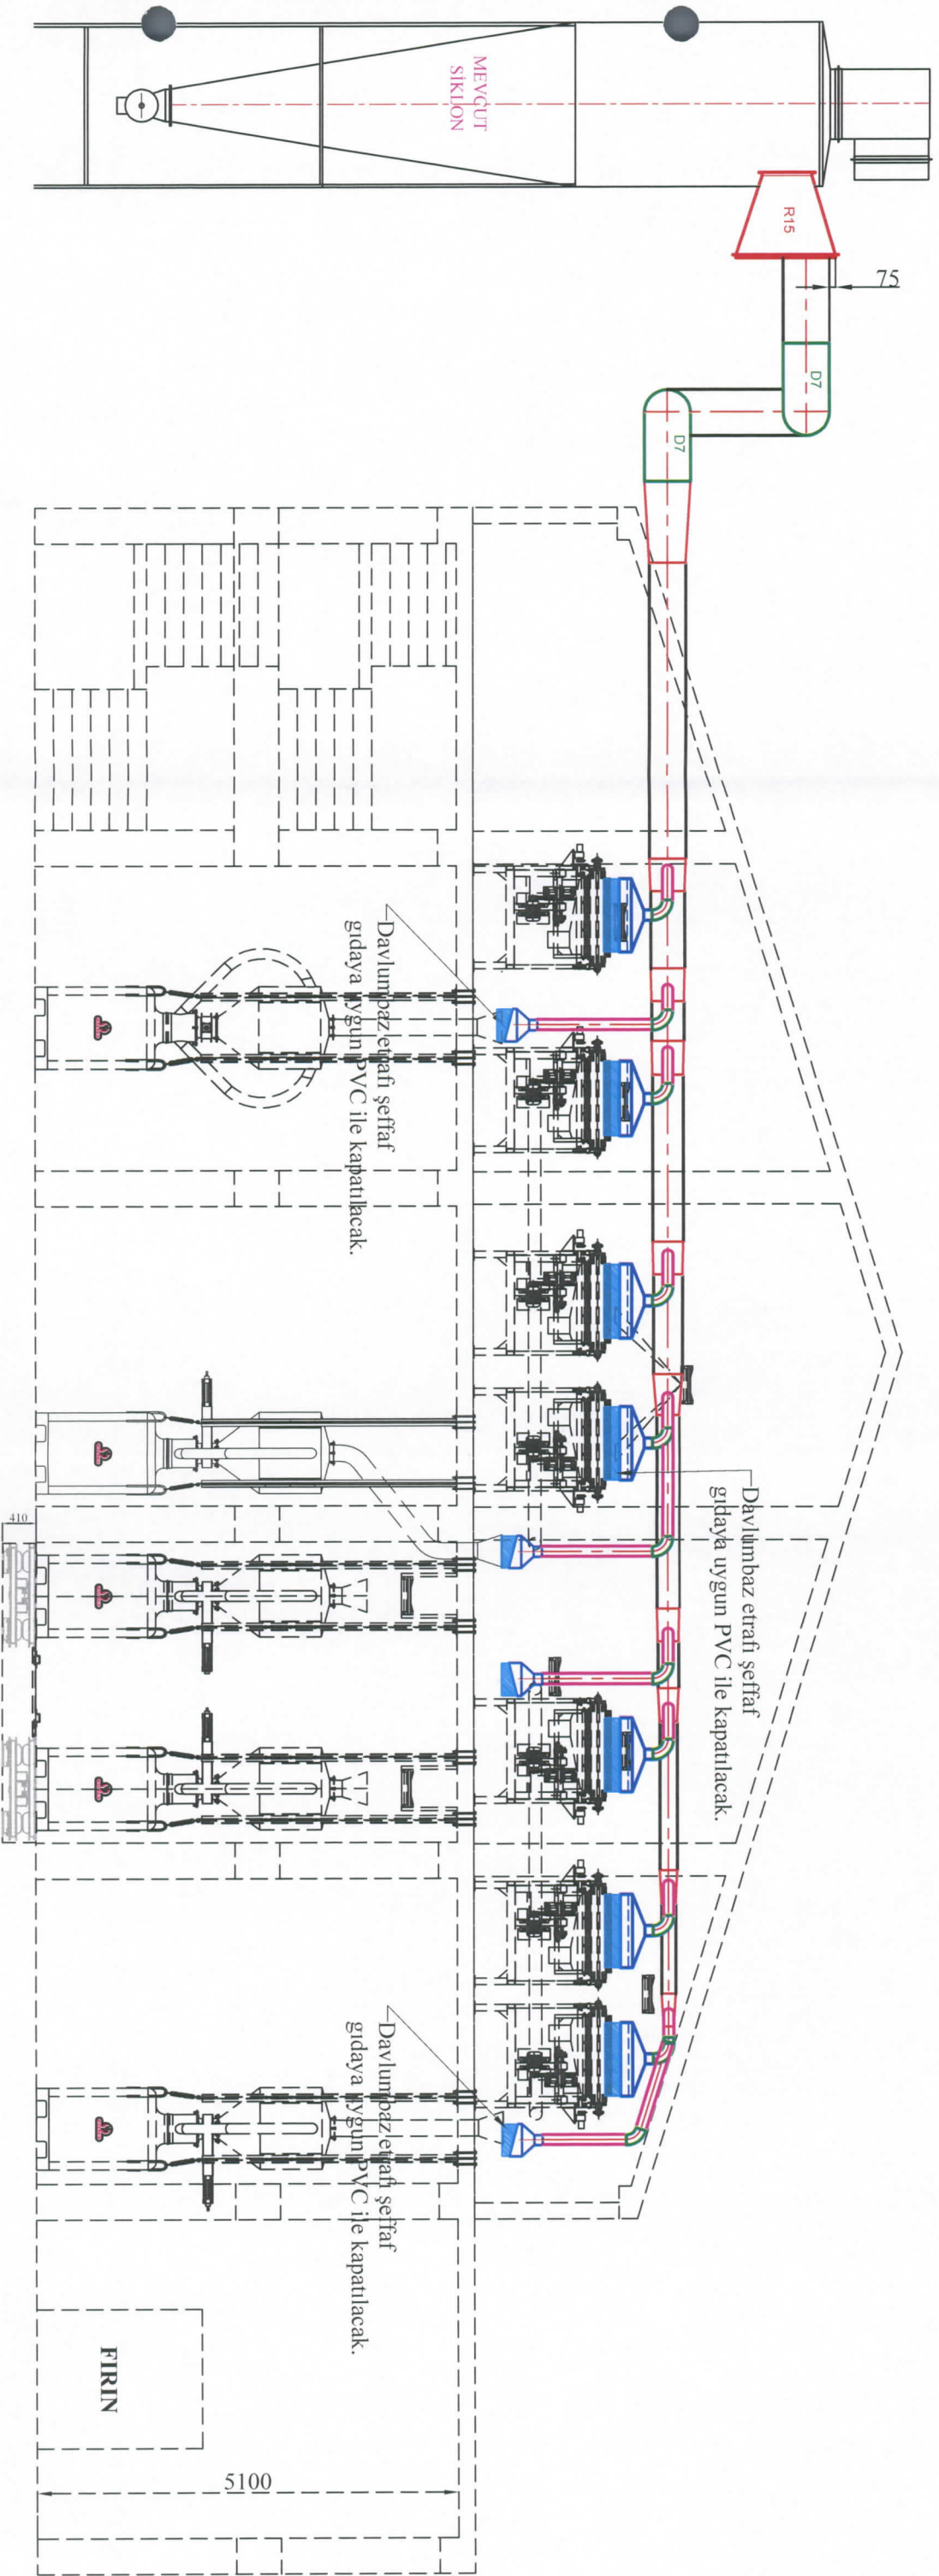 MEVCUT
SİKLON
R15
75
D7
D7
Davlumbaz etrafı şeffaf
gıdaya uygun PVC ile kapatılacak.
Davlumbaz etrafı şeffaf
gıdaya uygun PVC ile kapatılacak.
410
Davlumbaz etrafı şeffaf
gıdaya uygun PVC ile kapatılacak.
FIRIN
5100